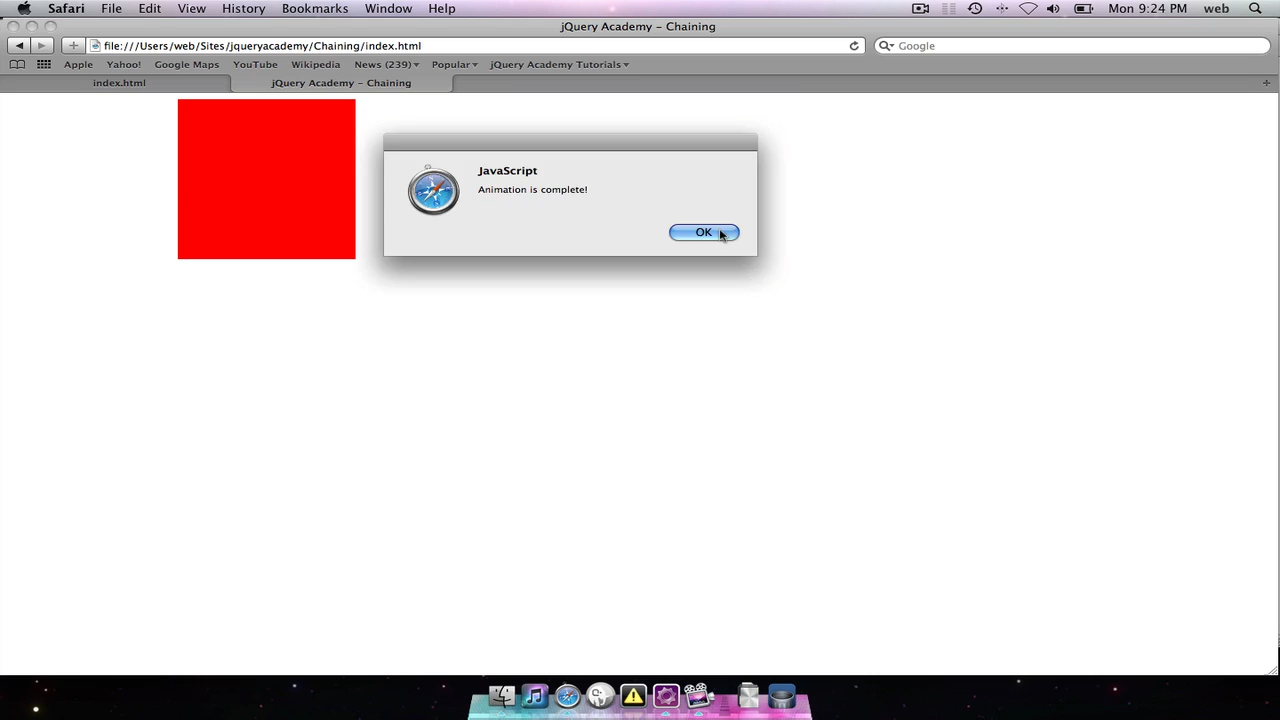 Safari File Edit View History Bookmarks Window Help Mon 9:24 PM web
jQuery Academy – Chaining
file:///Users/web/Sites/jqueryacademy/Chaining/index.html Google
Apple Yahoo! Google Maps YouTube Wikipedia News (239) Popular jQuery Academy Tutorials
index.html jQuery Academy – Chaining
JavaScript
Animation is complete!
OK